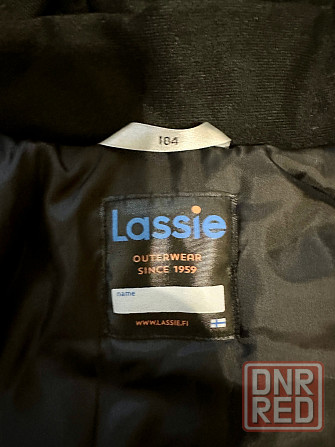 104
Lassie
OUTERWEAR
SINCE 1959
name
WWW.LASSIE.FI
DNR
RED